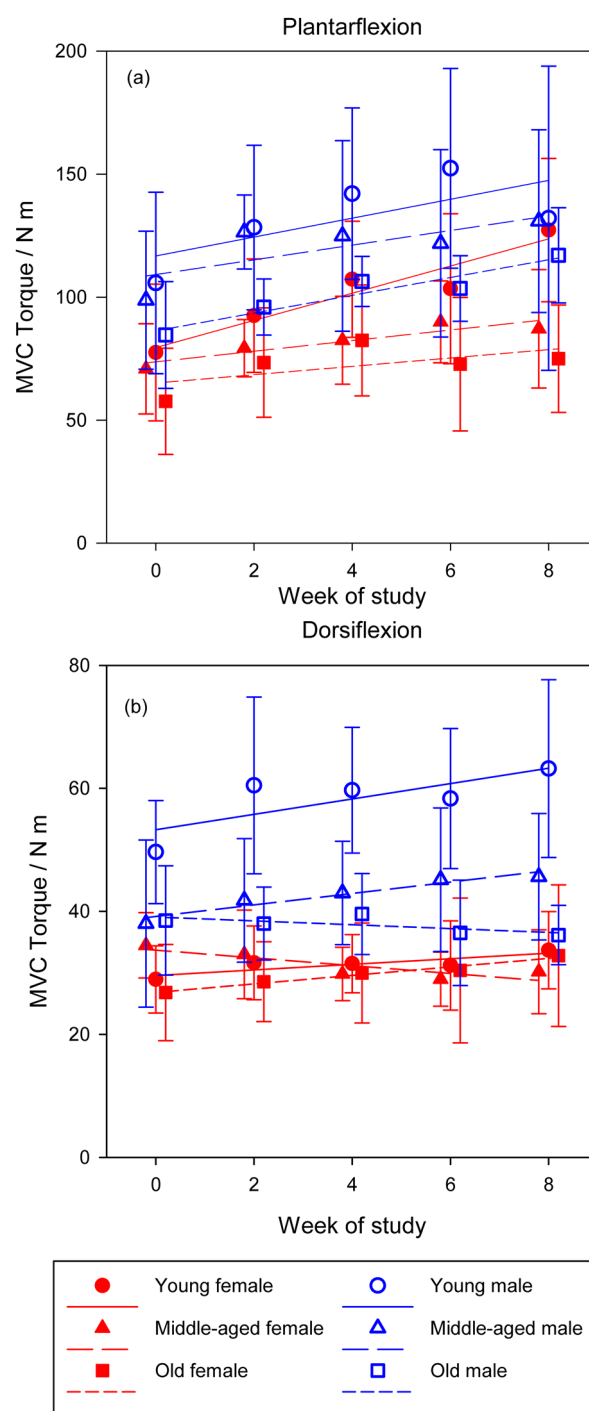 Plantarflexion
200
(a)
150
100
50
0
MVC Torque / N m
0 2 4 6 8
Week of study
Dorsiflexion
80
(b)
60
40
20
0
MVC Torque / N m
0 2 4 6 8
Week of study
Young female Young male
Middle-aged female Middle-aged male
Old female Old male